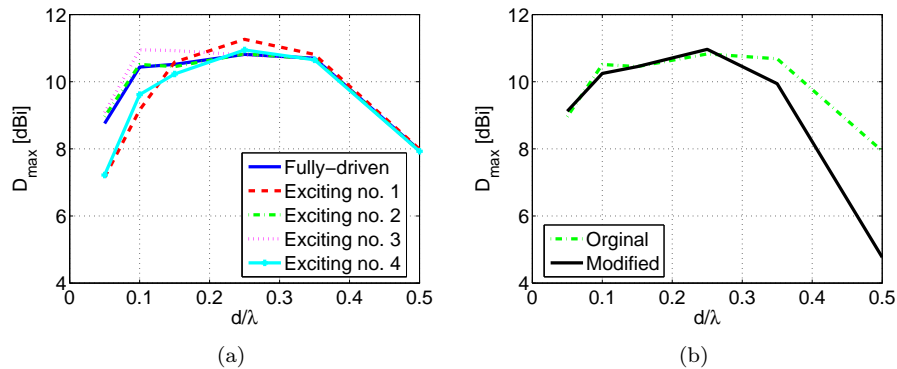 12
10
8
6
4
D_max [dBi]
0 0.1 0.2 0.3 0.4 0.5
d/λ
Fully-driven
Exciting no. 1
Exciting no. 2
Exciting no. 3
Exciting no. 4
(a)
12
10
8
6
4
D_max [dBi]
0 0.1 0.2 0.3 0.4 0.5
d/λ
Orginal
Modified
(b)